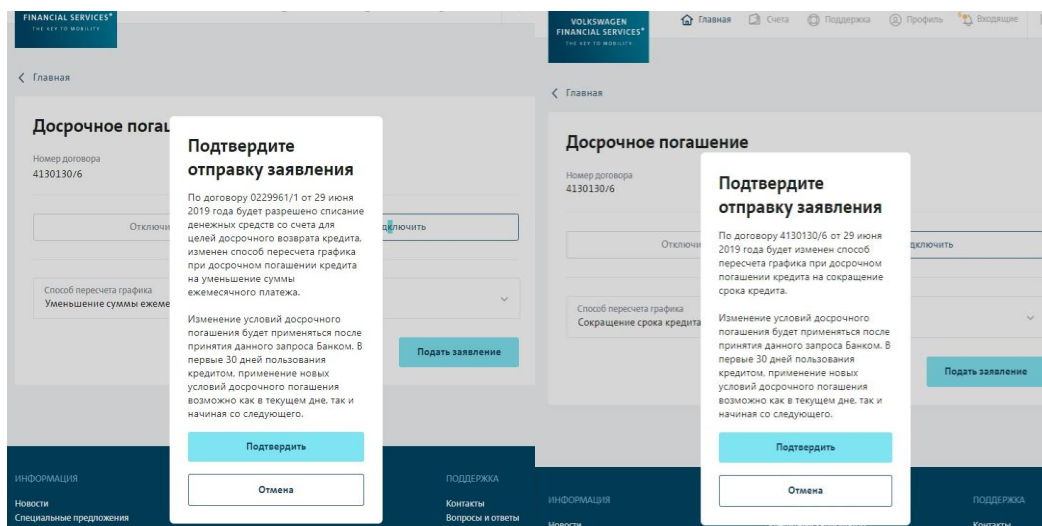 FINANCIAL SERVICES*
THE KEY TO MOBILITY
Главная
Досрочное погаш
Номер договора
4130130/6
Отключи
дключить
Способ пересчета графика
Уменьшение суммы ежеме
Подать заявление
Подтвердите
отправку заявления
По договору 0229961/1 от 29 июня
2019 года будет разрешено списание
денежных средств со счета для
целей досрочного возврата кредита,
изменен способ пересчета графика
при досрочном погашении кредита
на уменьшение суммы
ежемесячного платежа.
Изменение условий досрочного
погашения будет применяться после
принятия данного запроса Банком. В
первые 30 дней пользования
кредитом, применение новых
условий досрочного погашения
возможно как в текущем дне, так и
начиная со следующего.
Подтвердить
Отмена
ИНФОРМАЦИЯ
Новости
Специальные предложения
ПОДДЕРЖКА
Контакты
Вопросы и ответы
VOLKSWAGEN
FINANCIAL SERVICES*
THE KEY TO MOBILITY
Главная Счета Поддержка Профиль Входящие
Главная
Досрочное погашение
Номер договора
4130130/6
Отключи
дключить
Способ пересчета графика
Сокращение срока кредита
Подать заявление
Подтвердите
отправку заявления
По договору 4130130/6 от 29 июня
2019 года будет изменен способ
пересчета графика при досрочном
погашении кредита на сокращение
срока кредита.
Изменение условий досрочного
погашения будет применяться после
принятия данного запроса Банком. В
первые 30 дней пользования
кредитом, применение новых
условий досрочного погашения
возможно как в текущем дне, так и
начиная со следующего.
Подтвердить
Отмена
ИНФОРМАЦИЯ
Новости
ПОДДЕРЖКА
Контакты